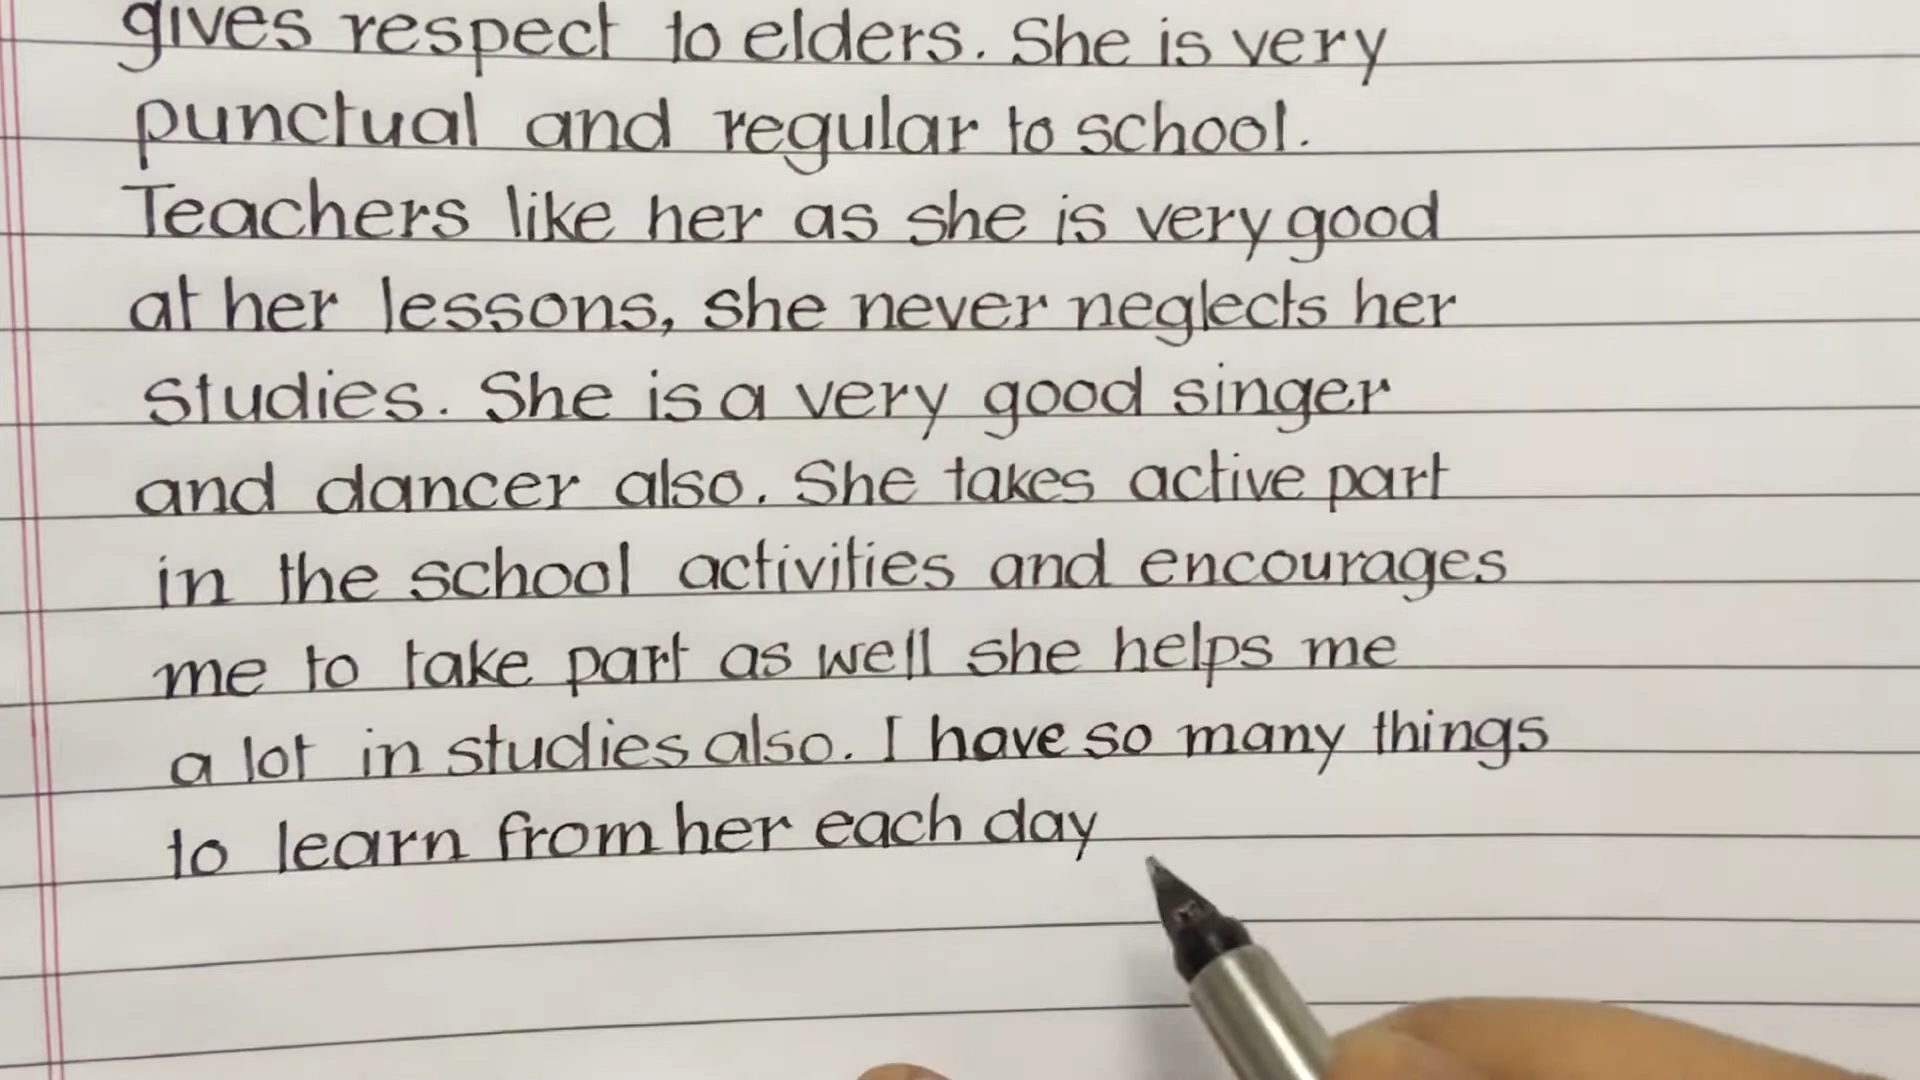 gives respect to elders. She is very
punctual and regular to school.
Teachers like her as she is very good
at her lessons, she never neglects her
studies. She is a very good singer
and dancer also. She takes active part
in the school activities and encourages
me to take part as well she helps me
a lot in studies also. I have so many things
to learn from her each day